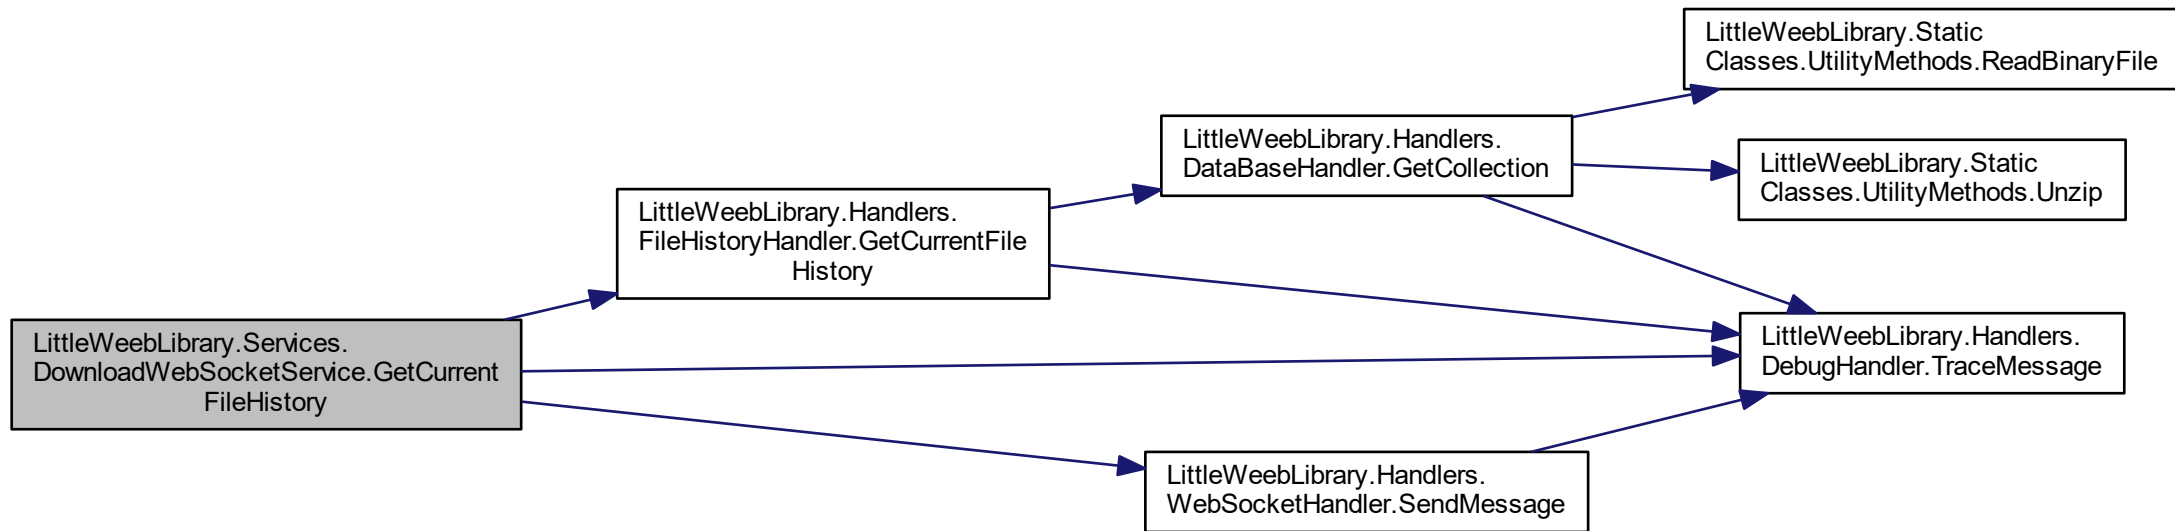 LittleWeebLibrary.Static
Classes.UtilityMethods.ReadBinaryFile
LittleWeebLibrary.Handlers.
DataBaseHandler.GetCollection
LittleWeebLibrary.Static
Classes.UtilityMethods.Unzip
LittleWeebLibrary.Handlers.
FileHistoryHandler.GetCurrentFile
History
LittleWeebLibrary.Services.
DownloadWebSocketService.GetCurrent
FileHistory
LittleWeebLibrary.Handlers.
DebugHandler.TraceMessage
LittleWeebLibrary.Handlers.
WebSocketHandler.SendMessage